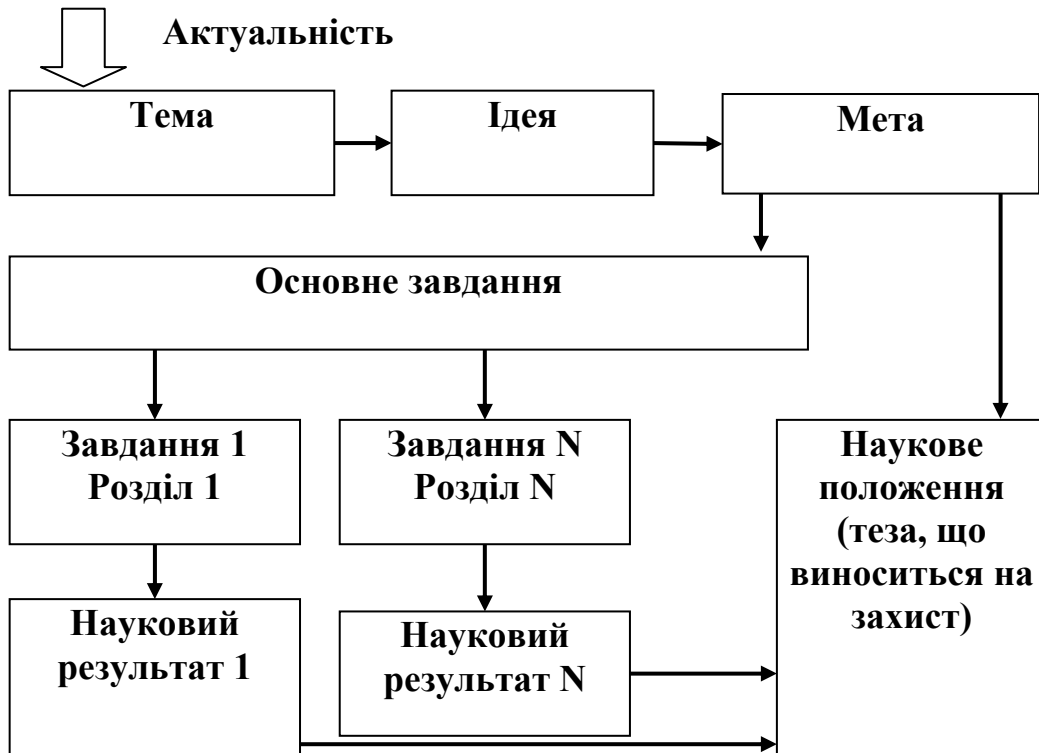 Актуальність
Тема
Ідея
Мета
Основне завдання
Завдання 1
Розділ 1
Завдання N
Розділ N
Наукове
положення
(теза, що
виноситься на
захист)
Науковий
результат 1
Науковий
результат N